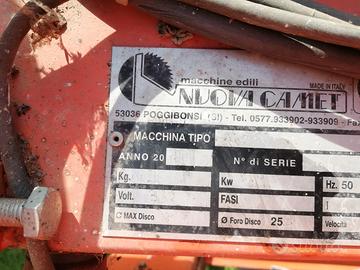 macchine edili
MADE IN ITALY
NUOVA CAMET
53036 POGGIBONSI (SI) - Tel. 0577.933902-933909 - Fax
MACCHINA TIPO
ANNO 20
N° di SERIE
Kg.
Kw
Hz. 50
Volt.
FASI
Ø MAX Disco
Ø Foro Disco 25
Velocità